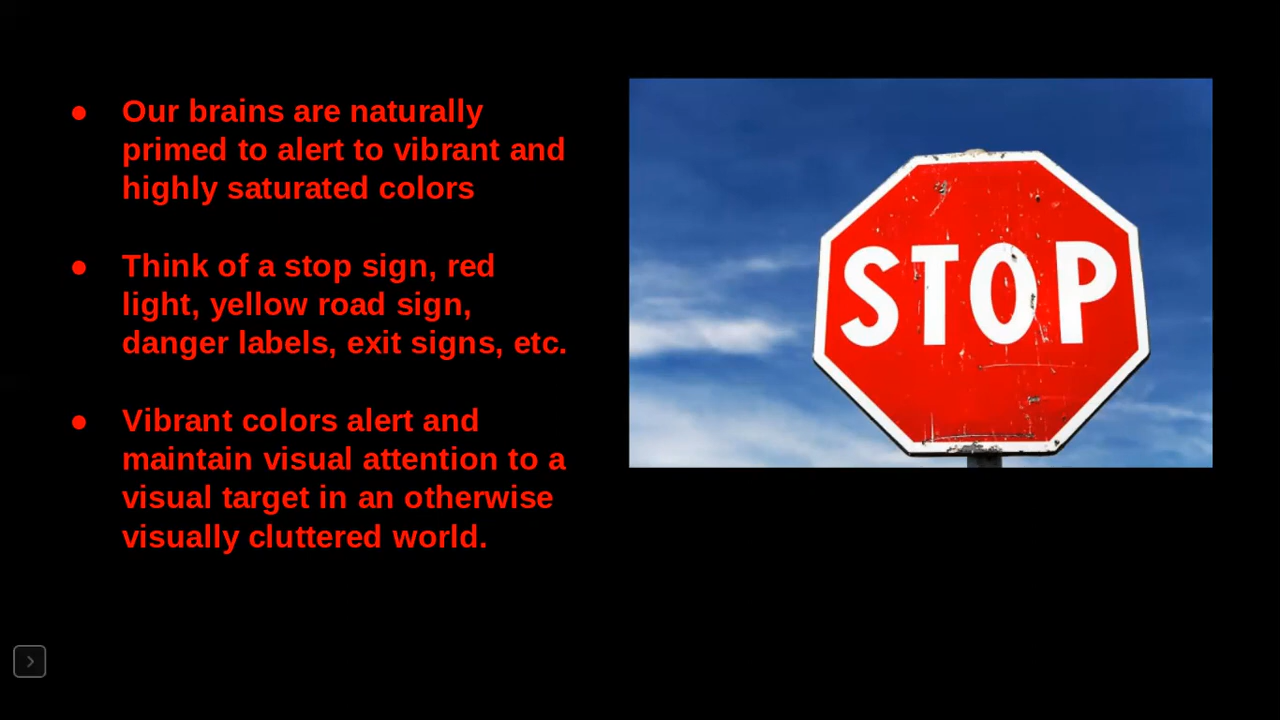 ● Our brains are naturally
primed to alert to vibrant and
highly saturated colors
● Think of a stop sign, red
light, yellow road sign,
danger labels, exit signs, etc.
● Vibrant colors alert and
maintain visual attention to a
visual target in an otherwise
visually cluttered world.
STOP